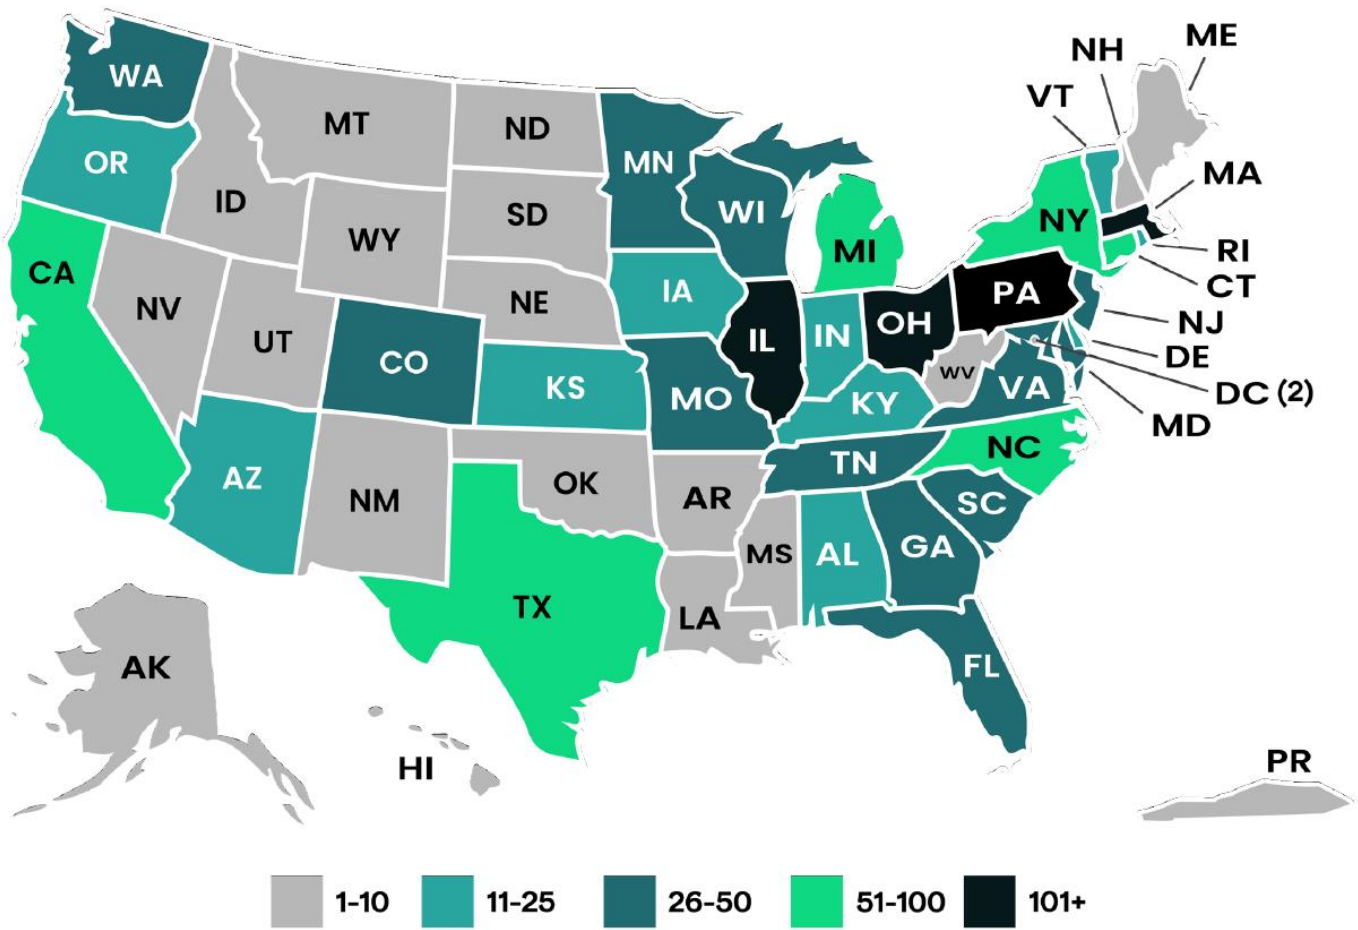 ME
NH
WA
VT
MT
ND
OR
MN
MA
ID
SD
WI
NY
WY
MI
RI
CA
CT
NV
NE
IA
PA
UT
IL
IN
OH
NJ
CO
DE
KS
WV
VA
DC (2)
MO
KY
MD
TN
NC
AZ
OK
NM
AR
SC
MS
AL
GA
TX
LA
FL
AK
HI
PR
1-10
11-25
26-50
51-100
101+